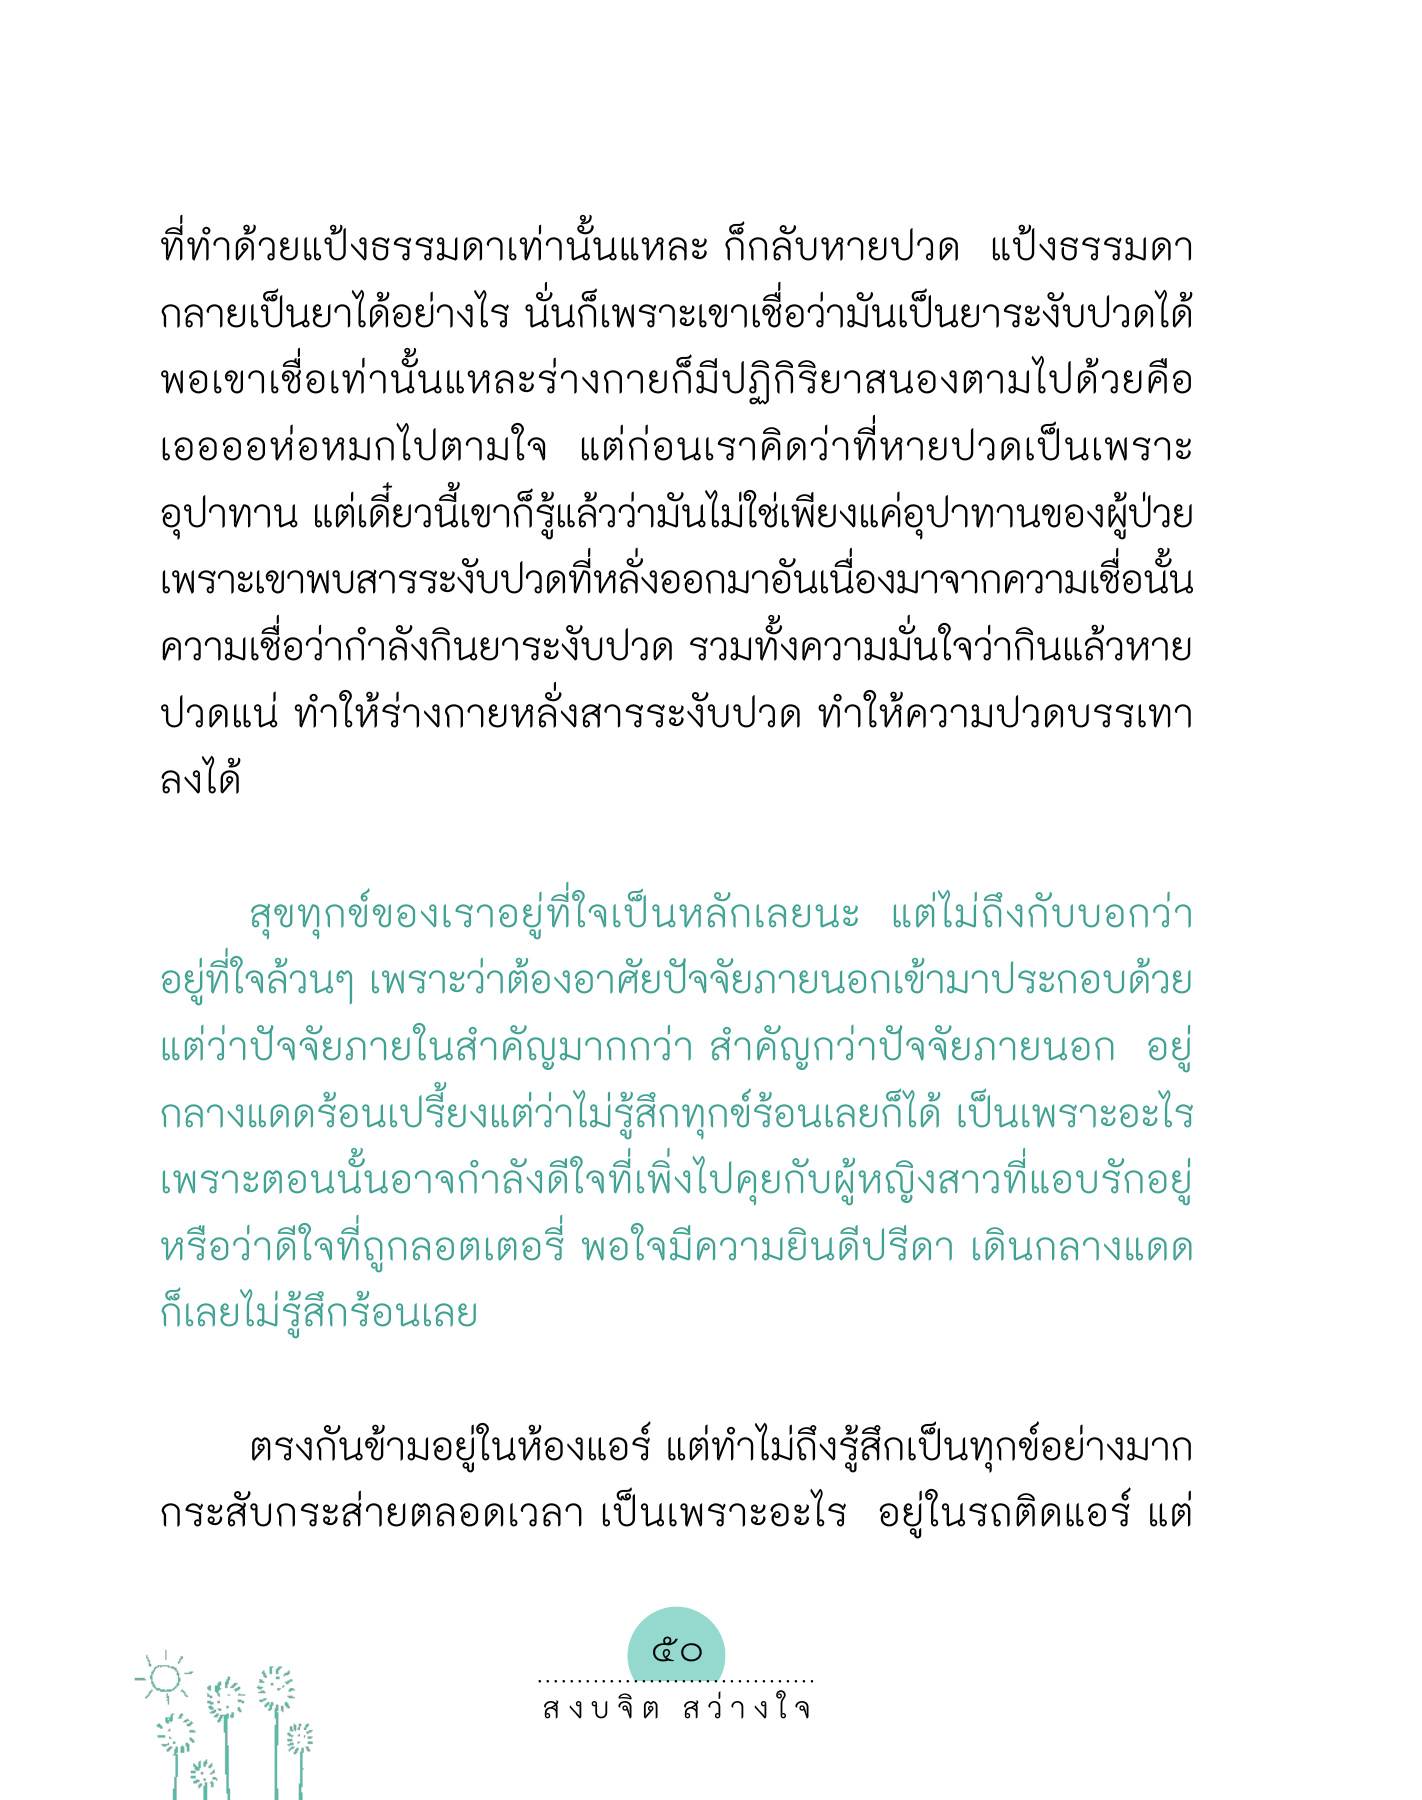 ที่ทำด้วยแป้งธรรมดาเท่านั้นแหละ ก็กลับหายปวด แป้งธรรมดา
กลายเป็นยาได้อย่างไร นั่นก็เพราะเขาเชื่อว่ามันเป็นยาระงับปวดได้
พอเขาเชื่อเท่านั้นแหละร่างกายก็มีปฏิกิริยาสนองตามไปด้วยคือ
เออออห่อหมกไปตามใจ แต่ก่อนเราคิดว่าที่หายปวดเป็นเพราะ
อุปาทาน แต่เดี๋ยวนี้เขาก็รู้แล้วว่ามันไม่ใช่เพียงแค่อุปาทานของผู้ป่วย
เพราะเขาพบสารระงับปวดที่หลั่งออกมาอันเนื่องมาจากความเชื่อนั้น
ความเชื่อว่ากำลังกินยาระงับปวด รวมทั้งความมั่นใจว่ากินแล้วหาย
ปวดแน่ ทำให้ร่างกายหลั่งสารระงับปวด ทำให้ความปวดบรรเทา
ลงได้
สุขทุกข์ของเราอยู่ที่ใจเป็นหลักเลยนะ แต่ไม่ถึงกับบอกว่า
อยู่ที่ใจล้วนๆ เพราะว่าต้องอาศัยปัจจัยภายนอกเข้ามาประกอบด้วย
แต่ว่าปัจจัยภายในสำคัญมากกว่า สำคัญกว่าปัจจัยภายนอก อยู่
กลางแดดร้อนเปรี้ยงแต่ว่าไม่รู้สึกทุกข์ร้อนเลยก็ได้ เป็นเพราะอะไร
เพราะตอนนั้นอาจกำลังดีใจที่เพิ่งไปคุยกับผู้หญิงสาวที่แอบรักอยู่
หรือว่าดีใจที่ถูกลอตเตอรี่ พอใจมีความยินดีปรีดา เดินกลางแดด
ก็เลยไม่รู้สึกร้อนเลย
ตรงกันข้ามอยู่ในห้องแอร์ แต่ทำไม่ถึงรู้สึกเป็นทุกข์อย่างมาก
กระสับกระส่ายตลอดเวลา เป็นเพราะอะไร อยู่ในรถติดแอร์ แต่
๕๐
สงบจิต สว่างใจ